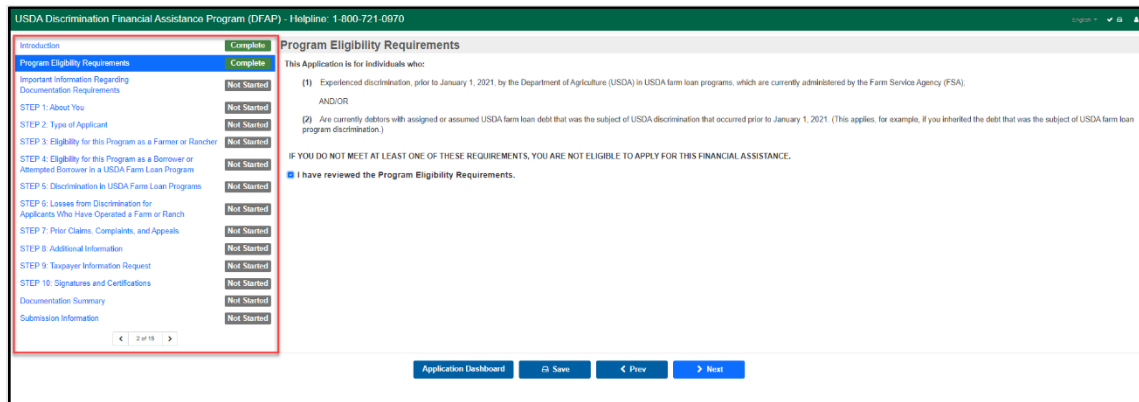 USDA Discrimination Financial Assistance Program (DFAP) - Helpline: 1-800-721-0970
English
Introduction Complete
Program Eligibility Requirements Complete
Important Information Regarding
Documentation Requirements Not Started
STEP 1: About You Not Started
STEP 2: Type of Applicant Not Started
STEP 3: Eligibility for this Program as a Farmer or Rancher Not Started
STEP 4: Eligibility for this Program as a Borrower or
Attempted Borrower in a USDA Farm Loan Program Not Started
STEP 5: Discrimination in USDA Farm Loan Programs Not Started
STEP 6: Losses from Discrimination for
Applicants Who Have Operated a Farm or Ranch Not Started
STEP 7: Prior Claims, Complaints, and Appeals Not Started
STEP 8: Additional Information Not Started
STEP 9: Taxpayer Information Request Not Started
STEP 10: Signatures and Certifications Not Started
Documentation Summary Not Started
Submission Information Not Started
2 of 15
Program Eligibility Requirements
This Application is for individuals who:
(1) Experienced discrimination, prior to January 1, 2021, by the Department of Agriculture (USDA) in USDA farm loan programs, which are currently administered by the Farm Service Agency (FSA);
AND/OR
(2) Are currently debtors with assigned or assumed USDA farm loan debt that was the subject of USDA discrimination that occurred prior to January 1, 2021. (This applies, for example, if you inherited the debt that was the subject of USDA farm loan
program discrimination.)
IF YOU DO NOT MEET AT LEAST ONE OF THESE REQUIREMENTS, YOU ARE NOT ELIGIBLE TO APPLY FOR THIS FINANCIAL ASSISTANCE.
I have reviewed the Program Eligibility Requirements.
Application Dashboard Save Prev Next